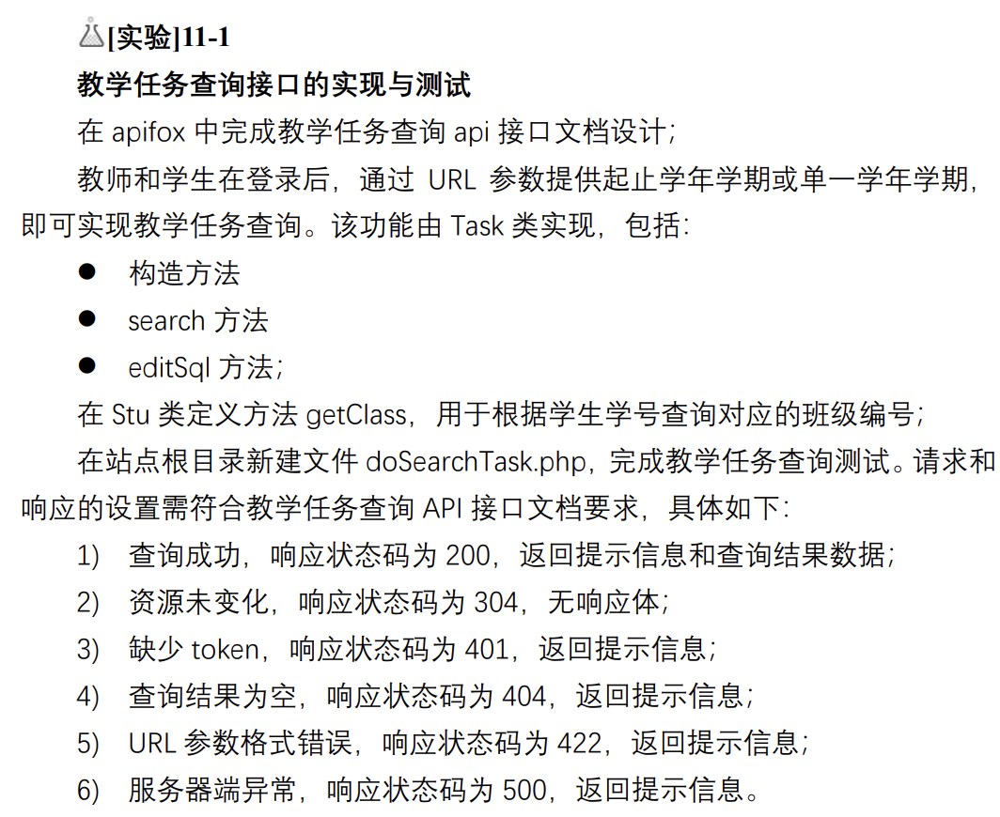 [实验]11-1
教学任务查询接口的实现与测试
在 apifox 中完成教学任务查询 api 接口文档设计；
教师和学生在登录后，通过 URL 参数提供起止学年学期或单一学年学期，
即可实现教学任务查询。该功能由 Task 类实现，包括：
● 构造方法
● search 方法
● editSql 方法；
在 Stu 类定义方法 getClass，用于根据学生学号查询对应的班级编号；
在站点根目录新建文件 doSearchTask.php，完成教学任务查询测试。请求和
响应的设置需符合教学任务查询 API 接口文档要求，具体如下：
1) 查询成功，响应状态码为 200，返回提示信息和查询结果数据；
2) 资源未变化，响应状态码为 304，无响应体；
3) 缺少 token，响应状态码为 401，返回提示信息；
4) 查询结果为空，响应状态码为 404，返回提示信息；
5) URL 参数格式错误，响应状态码为 422，返回提示信息；
6) 服务器端异常，响应状态码为 500，返回提示信息。